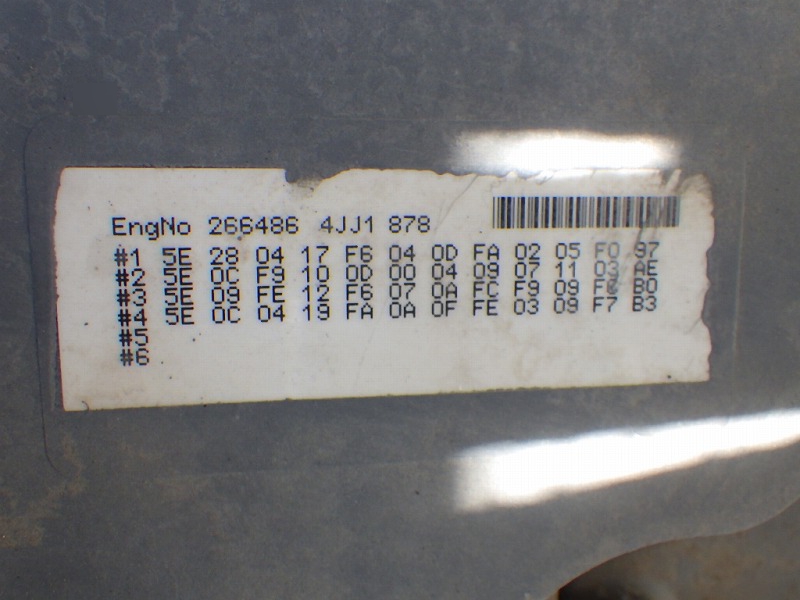 EngNo 266486 4JJ1 878
#1 5E 28 04 17 F6 04 0D FA 02 05 F0 97
#2 5E 0C F9 10 0D 00 04 09 07 11 03 AE
#3 5E 09 FE 12 F6 07 0A FC F9 09 F6 B0
#4 5E 0C 04 19 FA 0A 0F FE 03 09 F7 B3
#5
#6